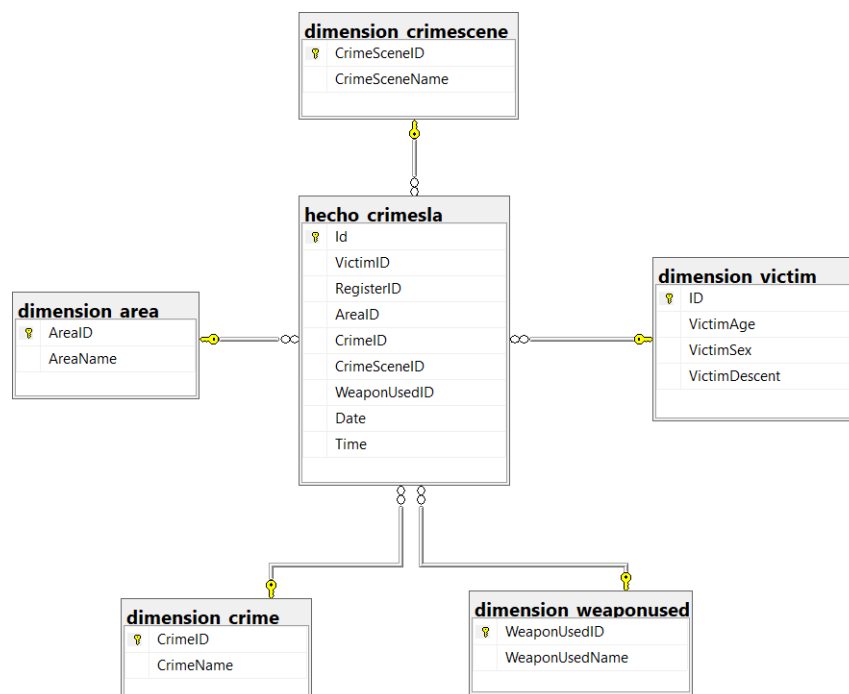 dimension_crimescene
CrimeSceneID
CrimeSceneName
hecho_crimesla
Id
VictimID
RegisterID
AreaID
CrimeID
CrimeSceneID
WeaponUsedID
Date
Time
dimension_area
AreaID
AreaName
dimension_victim
ID
VictimAge
VictimSex
VictimDescent
dimension_crime
CrimeID
CrimeName
dimension_weaponused
WeaponUsedID
WeaponUsedName